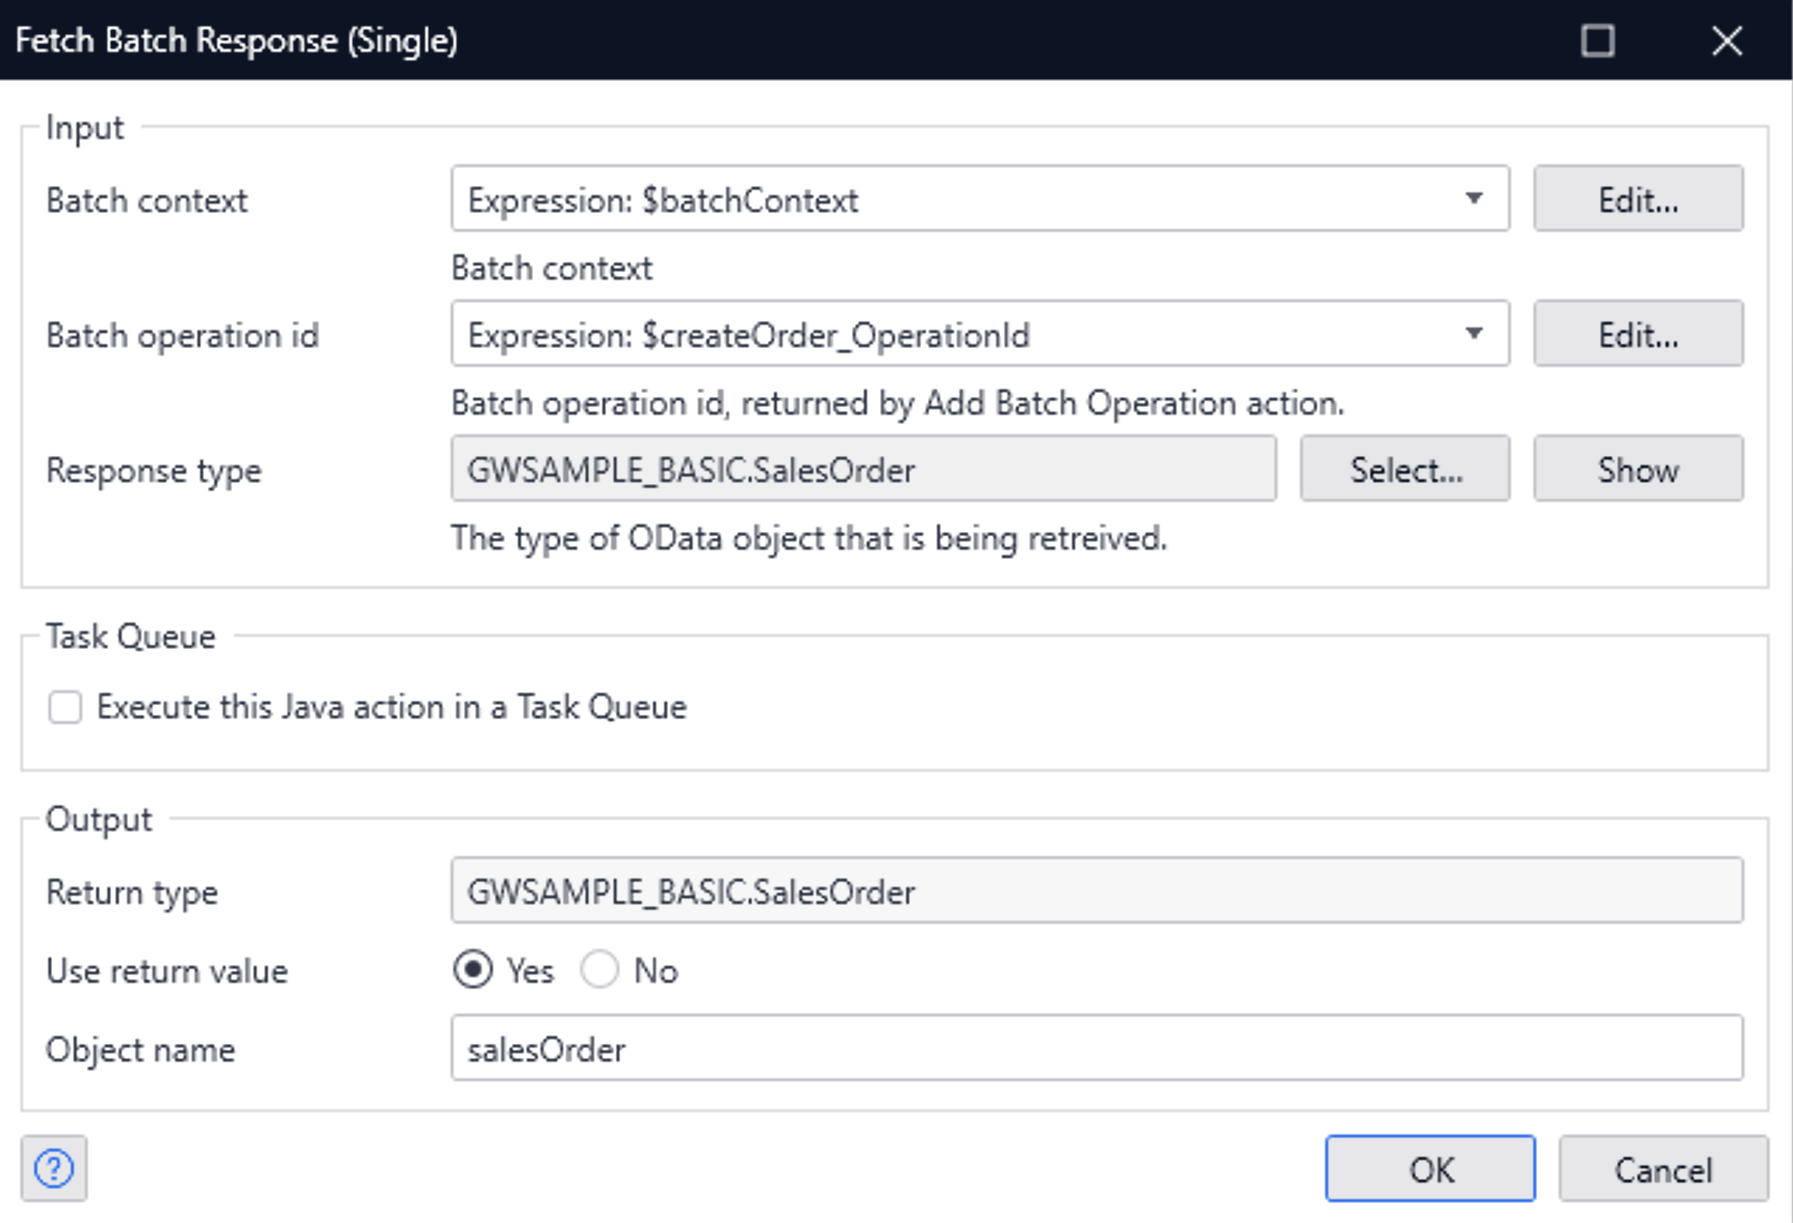 Fetch Batch Response (Single)
Input
Batch context
Expression: $batchContext
Edit...
Batch context
Batch operation id
Expression: $createOrder_OperationId
Edit...
Batch operation id, returned by Add Batch Operation action.
Response type
GWSAMPLE_BASIC.SalesOrder
Select...
Show
The type of OData object that is being retreived.
Task Queue
Execute this Java action in a Task Queue
Output
Return type
GWSAMPLE_BASIC.SalesOrder
Use return value
Yes
No
Object name
salesOrder
?
OK
Cancel